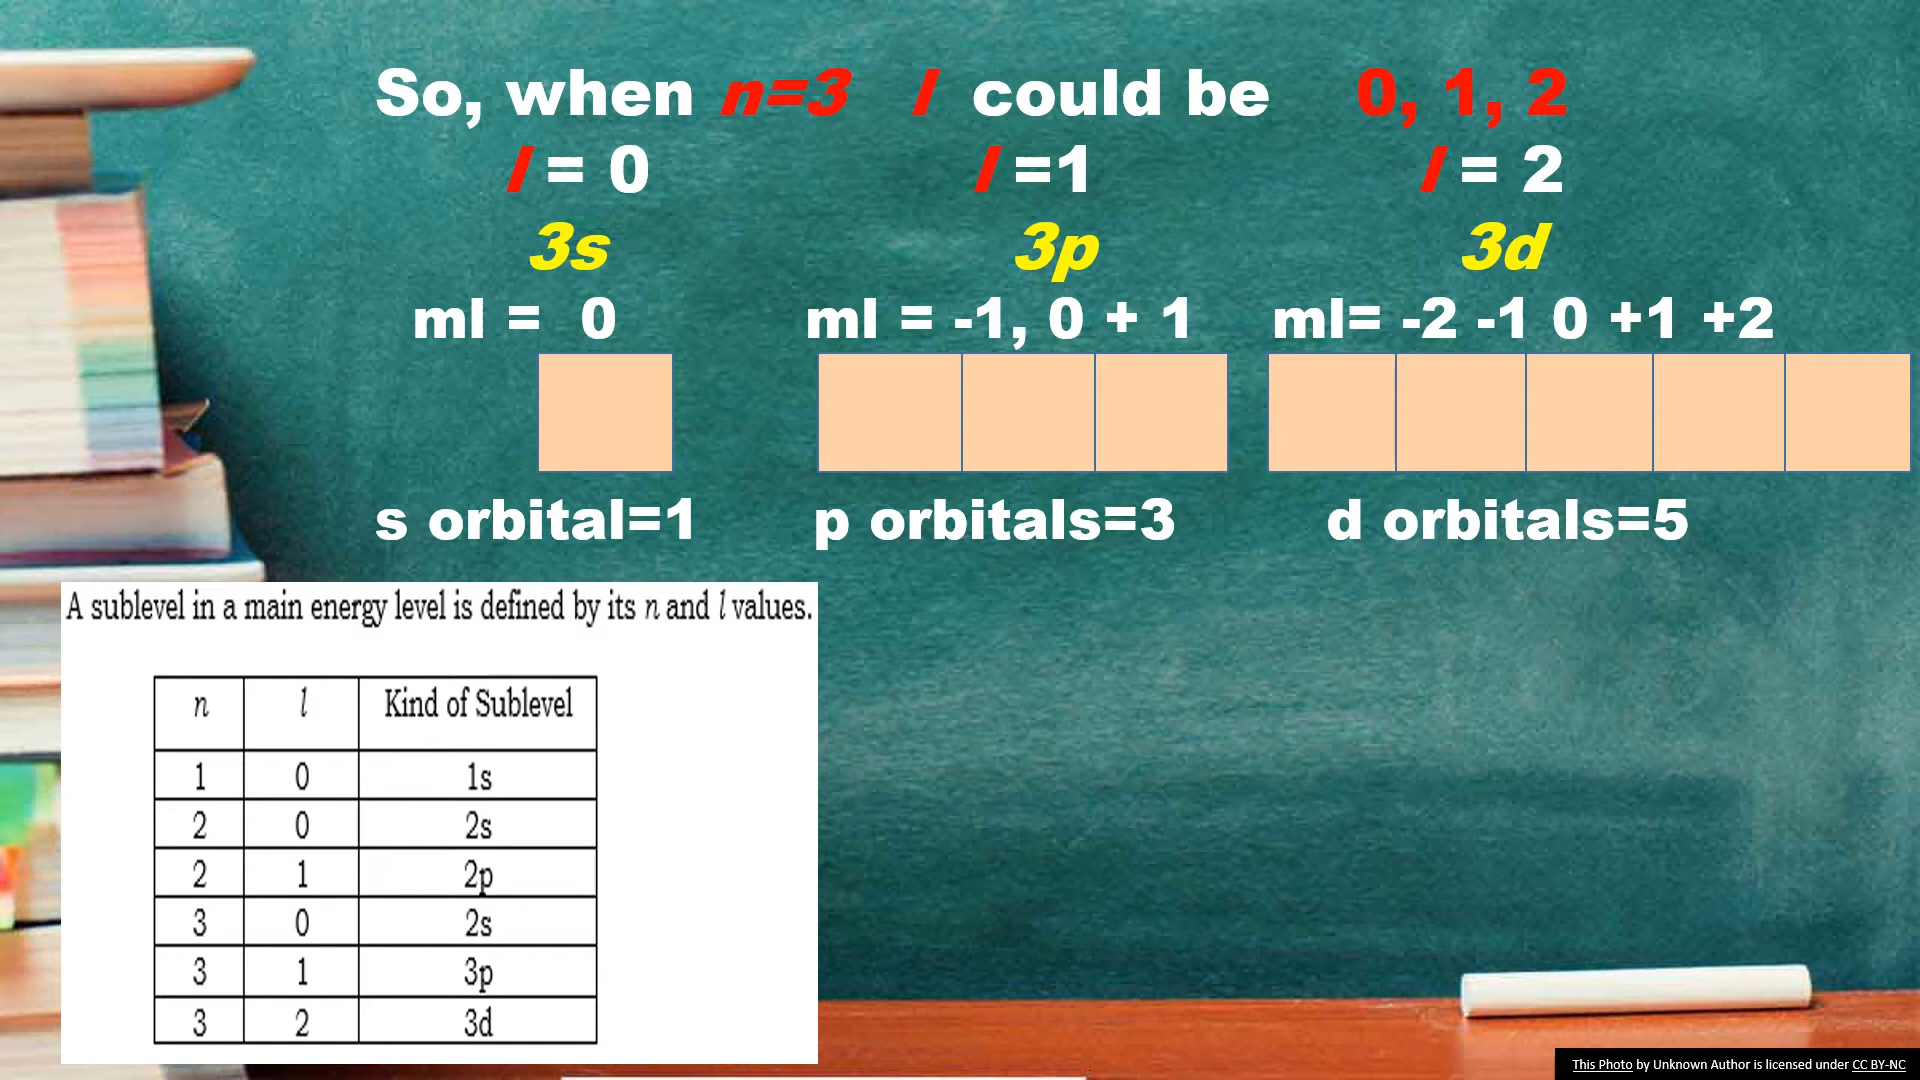 So, when n=3 l could be 0, 1, 2
l = 0 l =1 l = 2
3s 3p 3d
ml = 0 ml = -1, 0 + 1 ml= -2 -1 0 +1 +2
s orbital=1 p orbitals=3 d orbitals=5
A sublevel in a main energy level is defined by its n and l values.
n l Kind of Sublevel
1 0 1s
2 0 2s
2 1 2p
3 0 2s
3 1 3p
3 2 3d
This Photo by Unknown Author is licensed under CC BY-NC